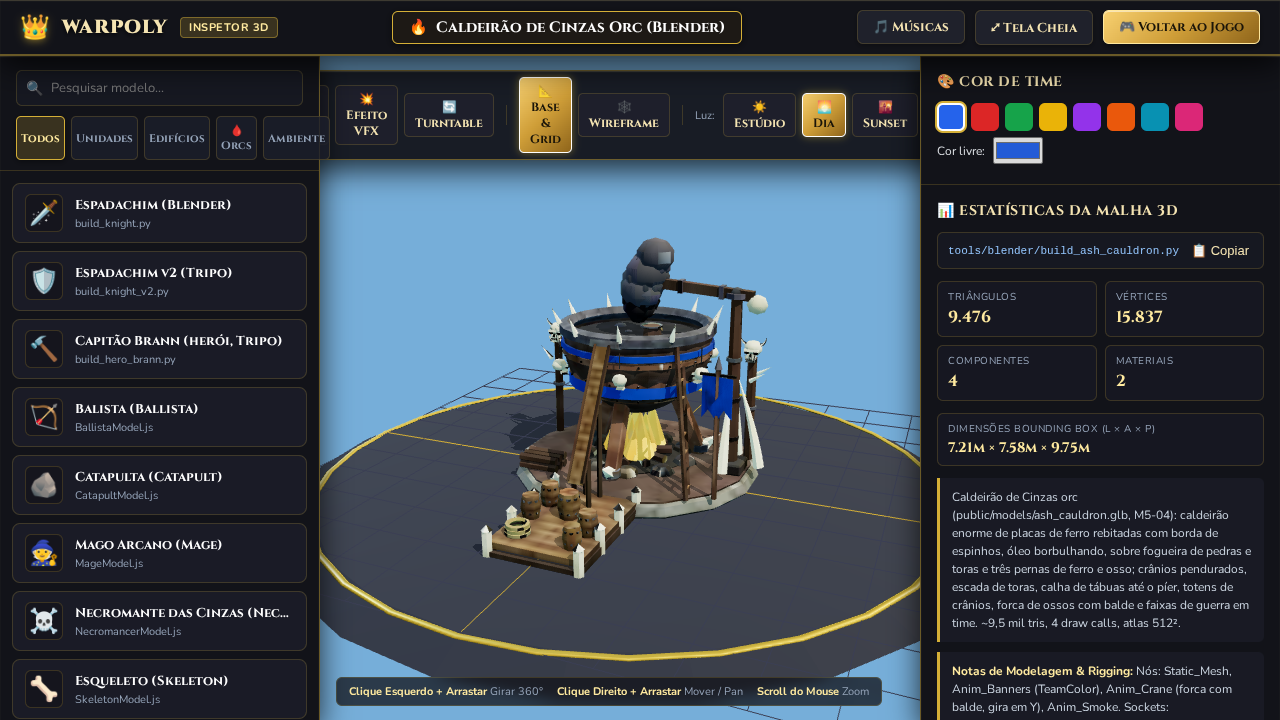 WARPOLY
INSPETOR 3D
Caldeirão de Cinzas Orc (Blender)
Músicas
Tela Cheia
Voltar ao Jogo
Pesquisar modelo...
Todos
Unidades
Edifícios
Orcs
Ambiente
Efeito VFX
Turntable
Base & Grid
Wireframe
Luz:
Estúdio
Dia
Sunset
Espadachim (Blender)
build_knight.py
Espadachim v2 (Tripo)
build_knight_v2.py
Capitão Brann (herói, Tripo)
build_hero_brann.py
Balista (Ballista)
BallistaModel.js
Catapulta (Catapult)
CatapultModel.js
Mago Arcano (Mage)
MageModel.js
Necromante das Cinzas (Nec...
NecromancerModel.js
Esqueleto (Skeleton)
SkeletonModel.js
Clique Esquerdo + Arrastar Girar 360° Clique Direito + Arrastar Mover / Pan Scroll do Mouse Zoom
COR DE TIME
Cor livre:
ESTATÍSTICAS DA MALHA 3D
tools/blender/build_ash_cauldron.py
Copiar
TRIÂNGULOS
9.476
VÉRTICES
15.837
COMPONENTES
4
MATERIAIS
2
DIMENSÕES BOUNDING BOX (L × A × P)
7.21m × 7.58m × 9.75m
Caldeirão de Cinzas orc
(public/models/ash_cauldron.glb, M5-04): caldeirão
enorme de placas de ferro rebitadas com borda de
espinhos, óleo borbulhando, sobre fogueira de pedras e
toras e três pernas de ferro e osso; crânios pendurados,
escada de toras, calha de tábuas até o píer, totens de
crânios, forca de ossos com balde e faixas de guerra em
time. ~9,5 mil tris, 4 draw calls, atlas 512².
Notas de Modelagem & Rigging: Nós: Static_Mesh,
Anim_Banners (TeamColor), Anim_Crane (forca com
balde, gira em Y), Anim_Smoke. Sockets: